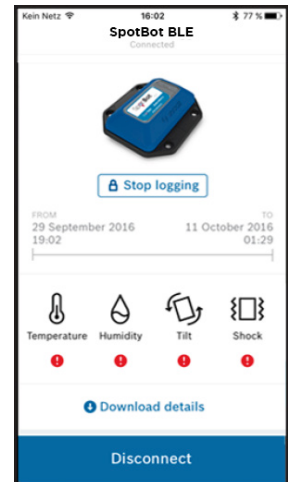 Kein Netz 16:02 77 %
SpotBot BLE
Connected
SpotBot
Stop logging
FROM TO
29 September 2016 11 October 2016
19:02 01:29
Temperature Humidity Tilt Shock
Download details
Disconnect